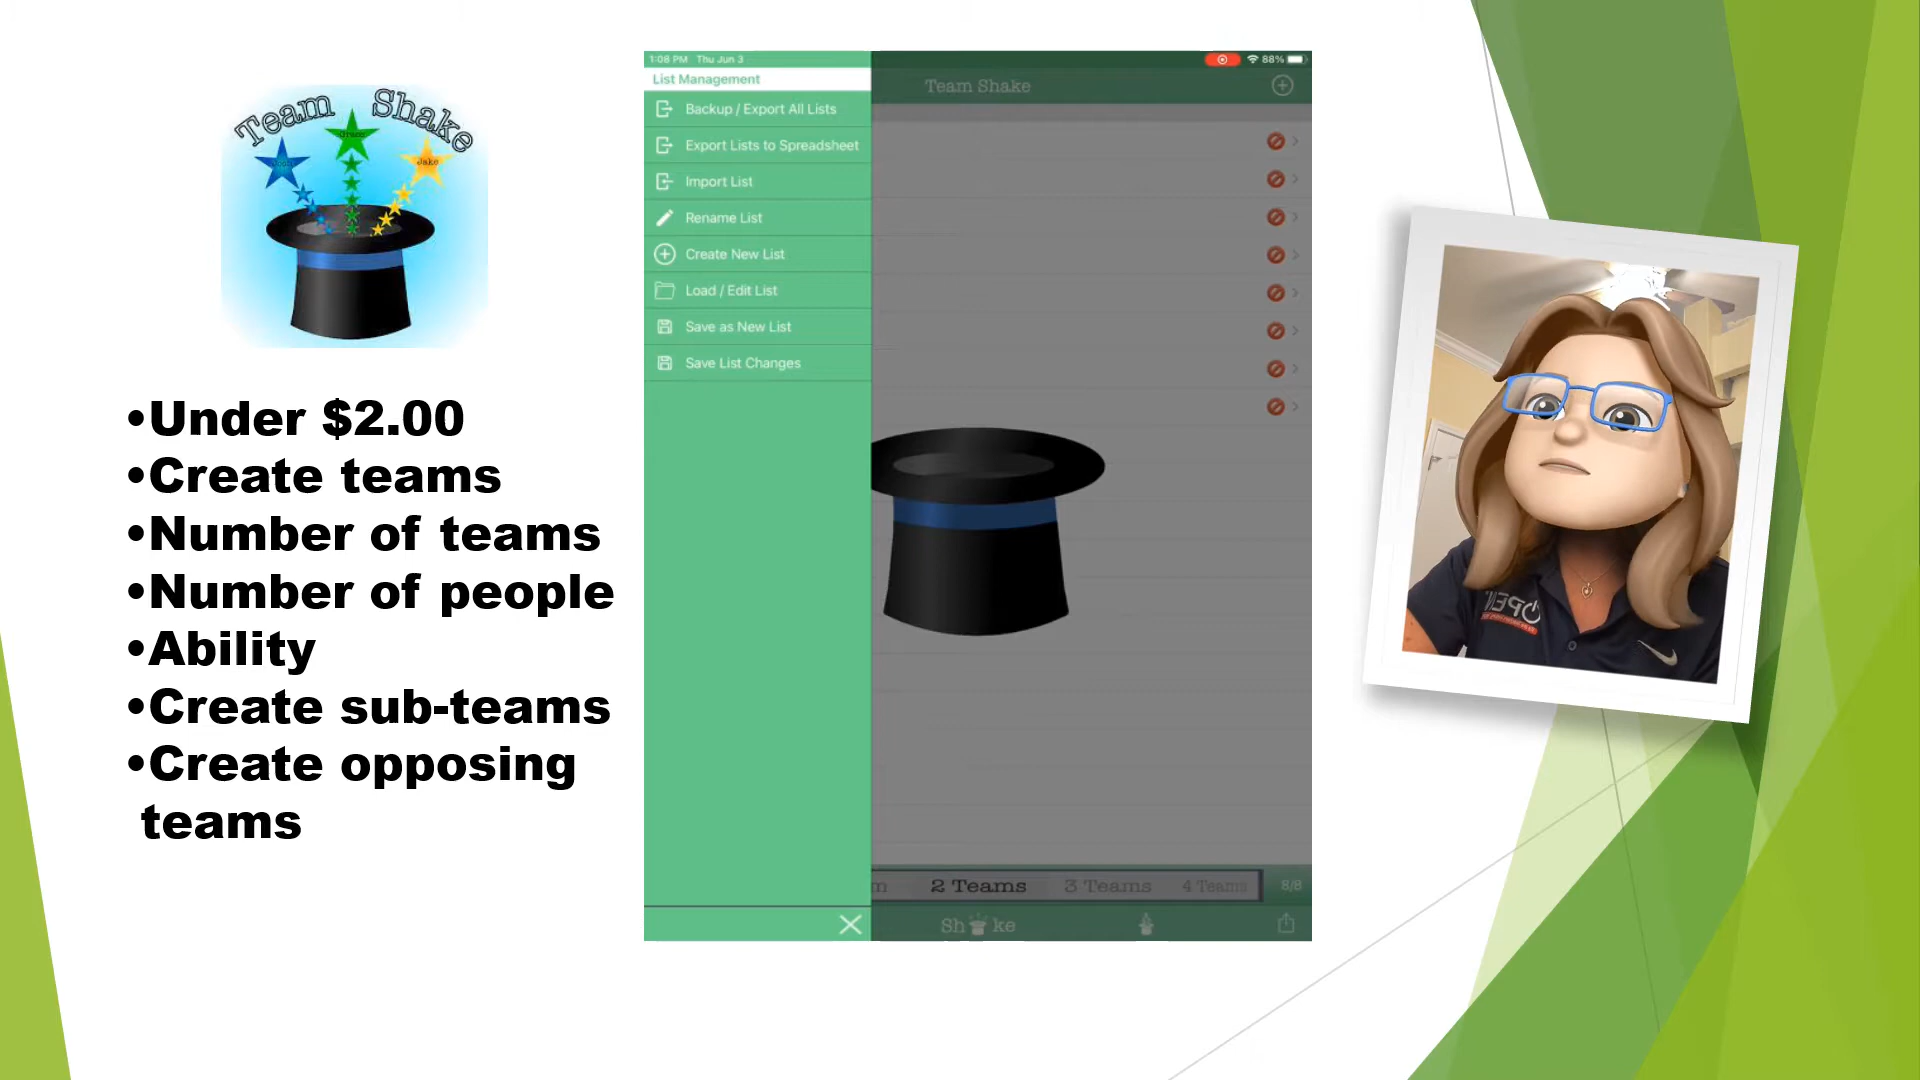 Team Shake
Jake
•Under $2.00
•Create teams
•Number of teams
•Number of people
•Ability
•Create sub-teams
•Create opposing
teams
1:08 PM Thu Jun 3
88%
List Management
Team Shake
Backup / Export All Lists
Export Lists to Spreadsheet
Import List
Rename List
Create New List
Load / Edit List
Save as New List
Save List Changes
2 Teams 3 Teams 4 Teams
8/8
Sh ke
OPEN